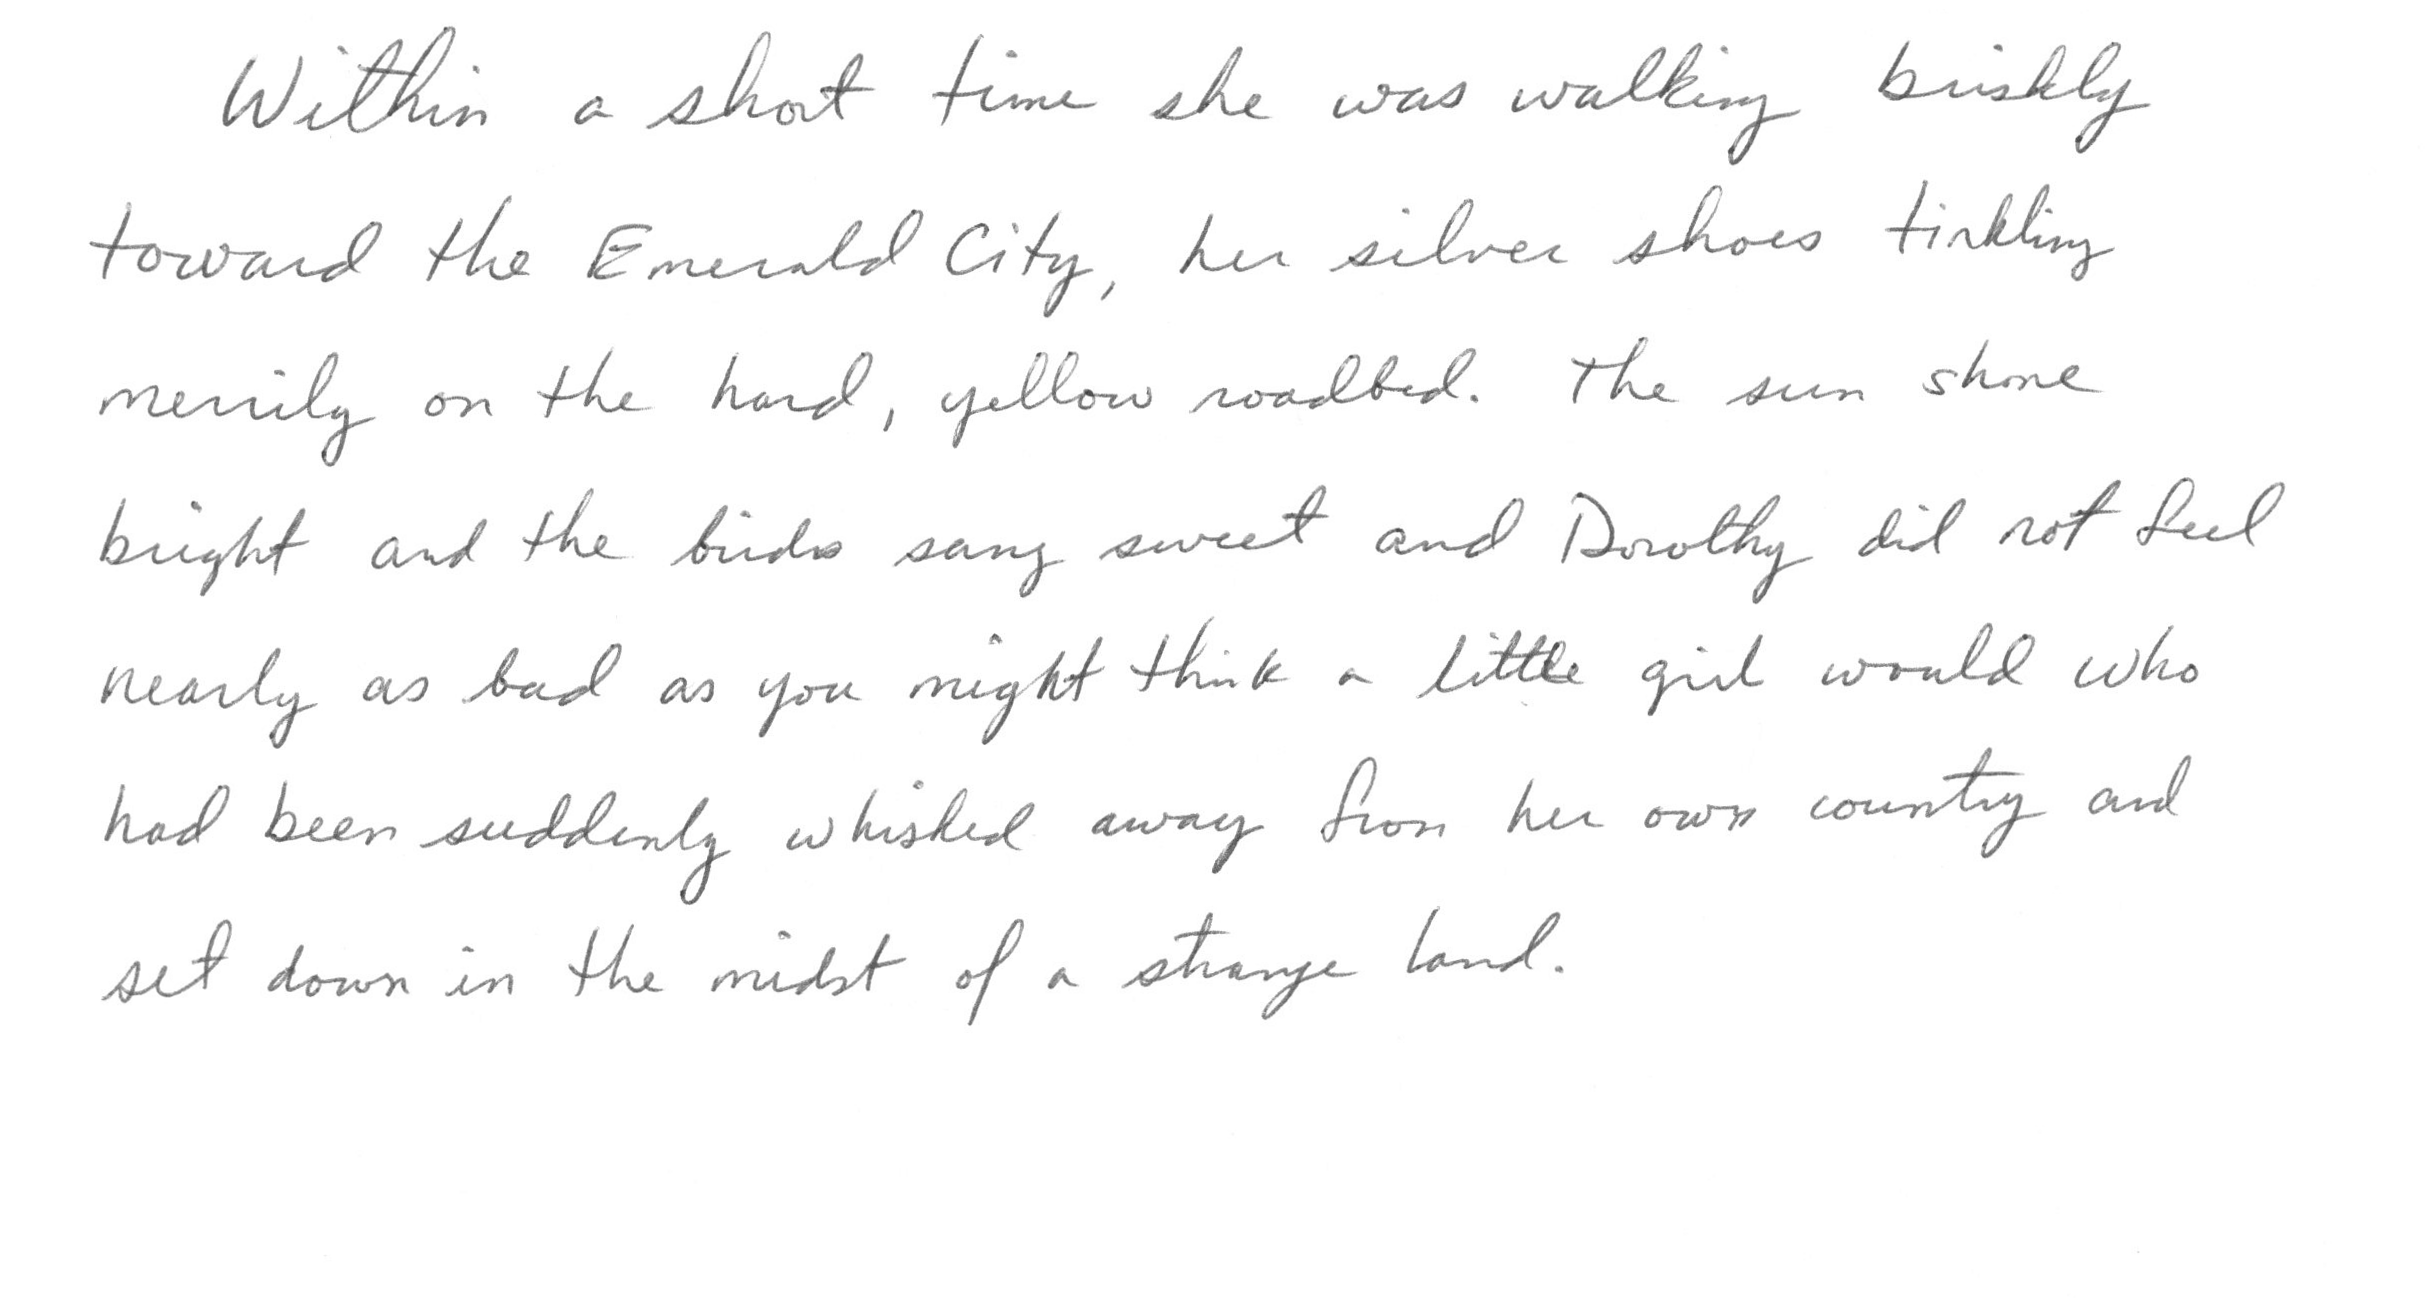 Within a short time she was walking briskly
toward the Emerald City, her silver shoes tinkling
merrily on the hard, yellow roadbed. The sun shone
bright and the birds sang sweet and Dorothy did not feel
nearly as bad as you might think a little girl would who
had been suddenly whisked away from her own country and
set down in the midst of a strange land.